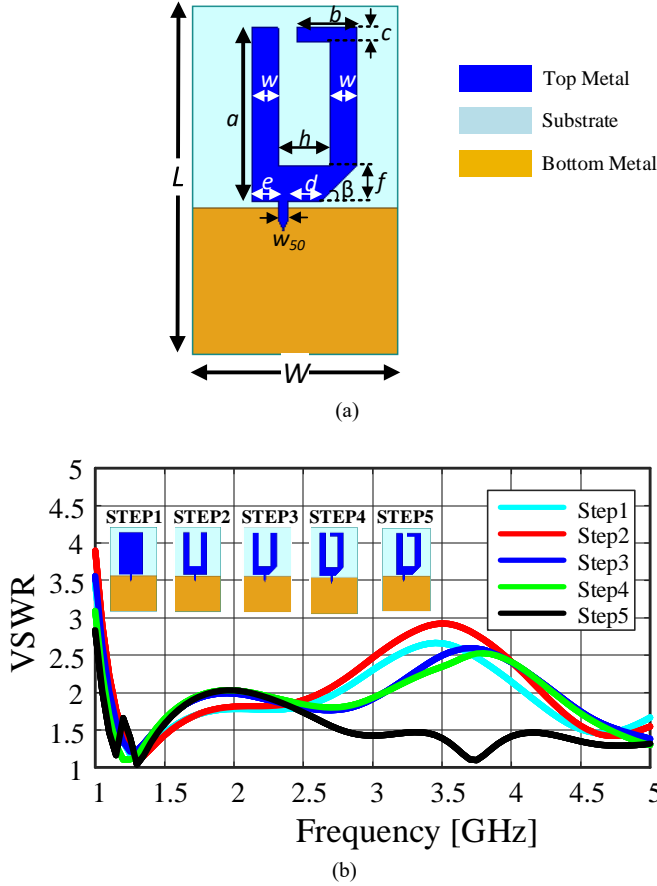 b
c
w
w
a
h
L
e
d
β
f
w50
W
Top Metal
Substrate
Bottom Metal
(a)
5
4.5
4
3.5
3
2.5
2
1.5
1
VSWR
STEP1 STEP2 STEP3 STEP4 STEP5
Step1
Step2
Step3
Step4
Step5
1 1.5 2 2.5 3 3.5 4 4.5 5
Frequency [GHz]
(b)